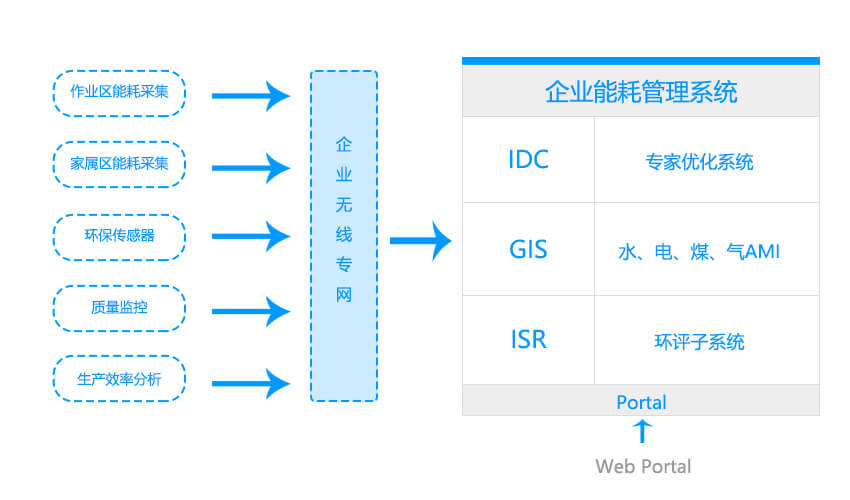 作业区能耗采集
家属区能耗采集
环保传感器
质量监控
生产效率分析
企
业
无
线
专
网
企业能耗管理系统
IDC
专家优化系统
GIS
水、电、煤、气AMI
ISR
环评子系统
Portal
Web Portal